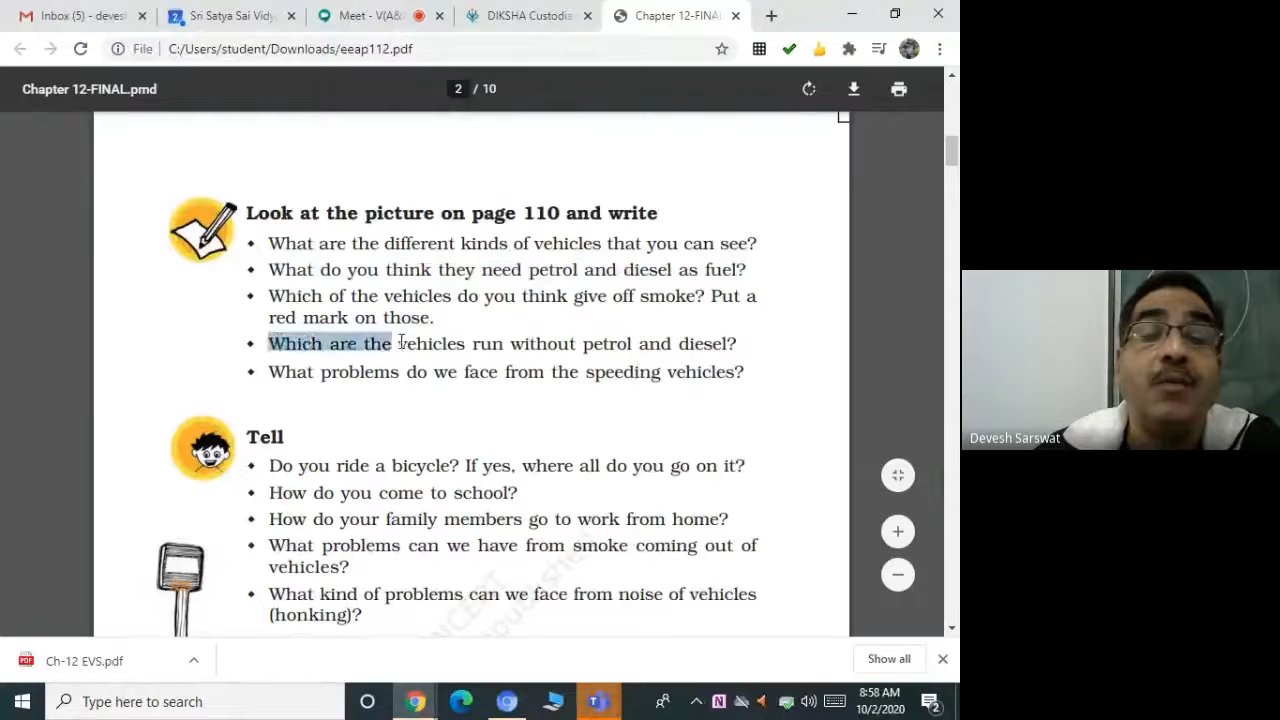 Inbox (5) - deves
Sri Satya Sai Vidy
Meet - V(A&
DIKSHA Custodia
Chapter 12-FINA
File
C:/Users/student/Downloads/eeap112.pdf
Chapter 12-FINAL.pmd
2 / 10
Look at the picture on page 110 and write
• What are the different kinds of vehicles that you can see?
• What do you think they need petrol and diesel as fuel?
• Which of the vehicles do you think give off smoke? Put a
red mark on those.
• Which are the vehicles run without petrol and diesel?
• What problems do we face from the speeding vehicles?
Tell
• Do you ride a bicycle? If yes, where all do you go on it?
• How do you come to school?
• How do your family members go to work from home?
• What problems can we have from smoke coming out of
vehicles?
• What kind of problems can we face from noise of vehicles
(honking)?
Devesh Sarswat
Ch-12 EVS.pdf
Show all
Type here to search
8:58 AM
10/2/2020
2